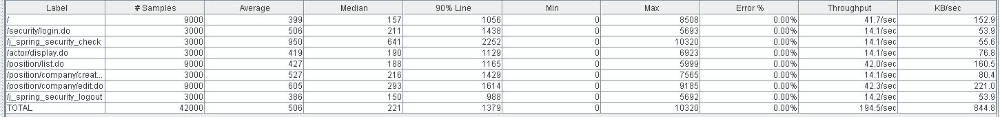 Label # Samples Average Median 90% Line Min Max Error % Throughput KB/sec
/ 9000 399 157 1056 0 8508 0.00% 41.7/sec 152.9
/security/login.do 3000 506 211 1438 0 5693 0.00% 14.1/sec 53.9
/j_spring_security_check 3000 950 641 2252 0 10320 0.00% 14.1/sec 55.6
/actor/display.do 3000 419 190 1129 0 6923 0.00% 14.1/sec 76.8
/position/list.do 9000 427 188 1165 0 5999 0.00% 42.0/sec 160.5
/position/company/creat... 3000 527 216 1429 0 7565 0.00% 14.1/sec 80.4
/position/company/edit.do 9000 605 293 1614 0 9185 0.00% 42.3/sec 221.0
/j_spring_security_logout 3000 386 150 988 0 5692 0.00% 14.2/sec 53.9
TOTAL 42000 506 221 1379 0 10320 0.00% 194.5/sec 844.8